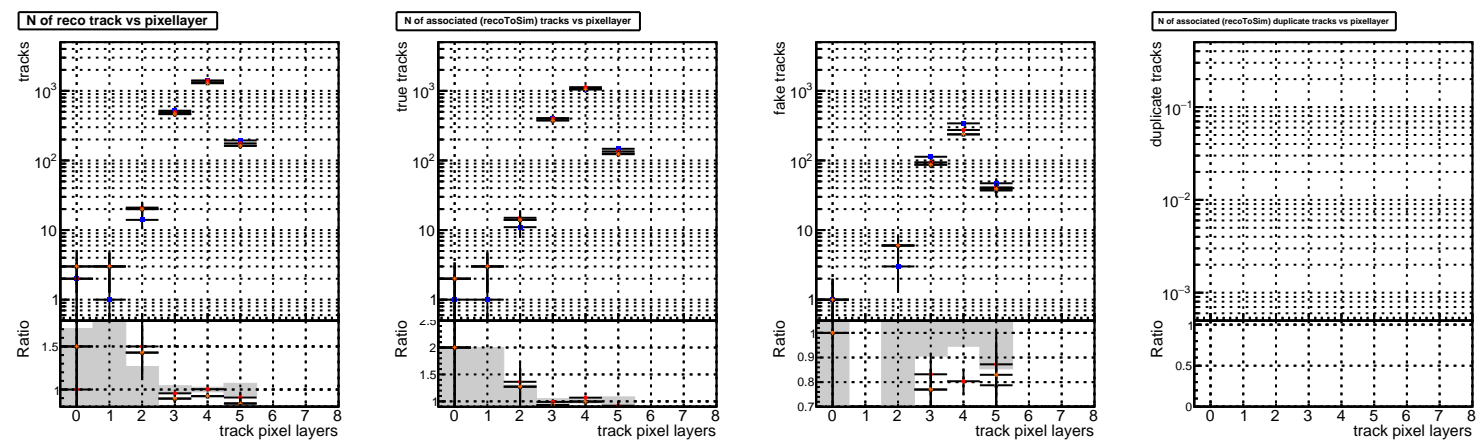 N of reco track vs pixellayer
tracks
10³
10²
10
1
Ratio
1.5
1
0 1 2 3 4 5 6 7 8
track pixel layers
N of associated (recoToSim) tracks vs pixellayer
true tracks
10³
10²
10
1
Ratio
2.5
2
1.5
1
0 1 2 3 4 5 6 7 8
track pixel layers
fake tracks
10³
10²
10
1
Ratio
1
0.9
0.8
0.7
0 1 2 3 4 5 6 7 8
track pixel layers
N of associated (recoToSim) duplicate tracks vs pixellayer
duplicate tracks
10⁻¹
10⁻²
10⁻³
Ratio
1
0.5
0
0 1 2 3 4 5 6 7 8
track pixel layers